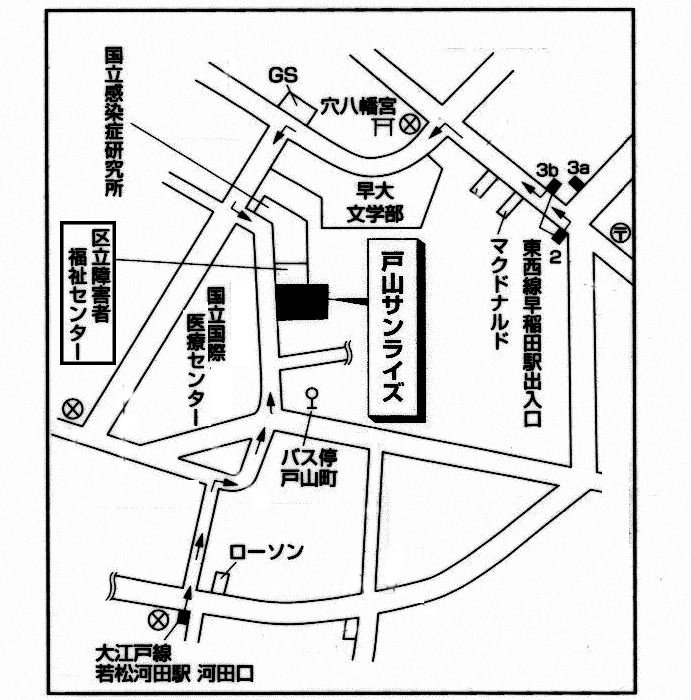 GS
穴八幡宮
国立感染症研究所
早大
文学部
3b
3a
2
〒
マクドナルド
東西線早稲田駅出入口
戸山サンライズ
区立障害者
福祉センター
国立国際
医療センター
バス停
戸山町
ローソン
大江戸線
若松河田駅 河田口